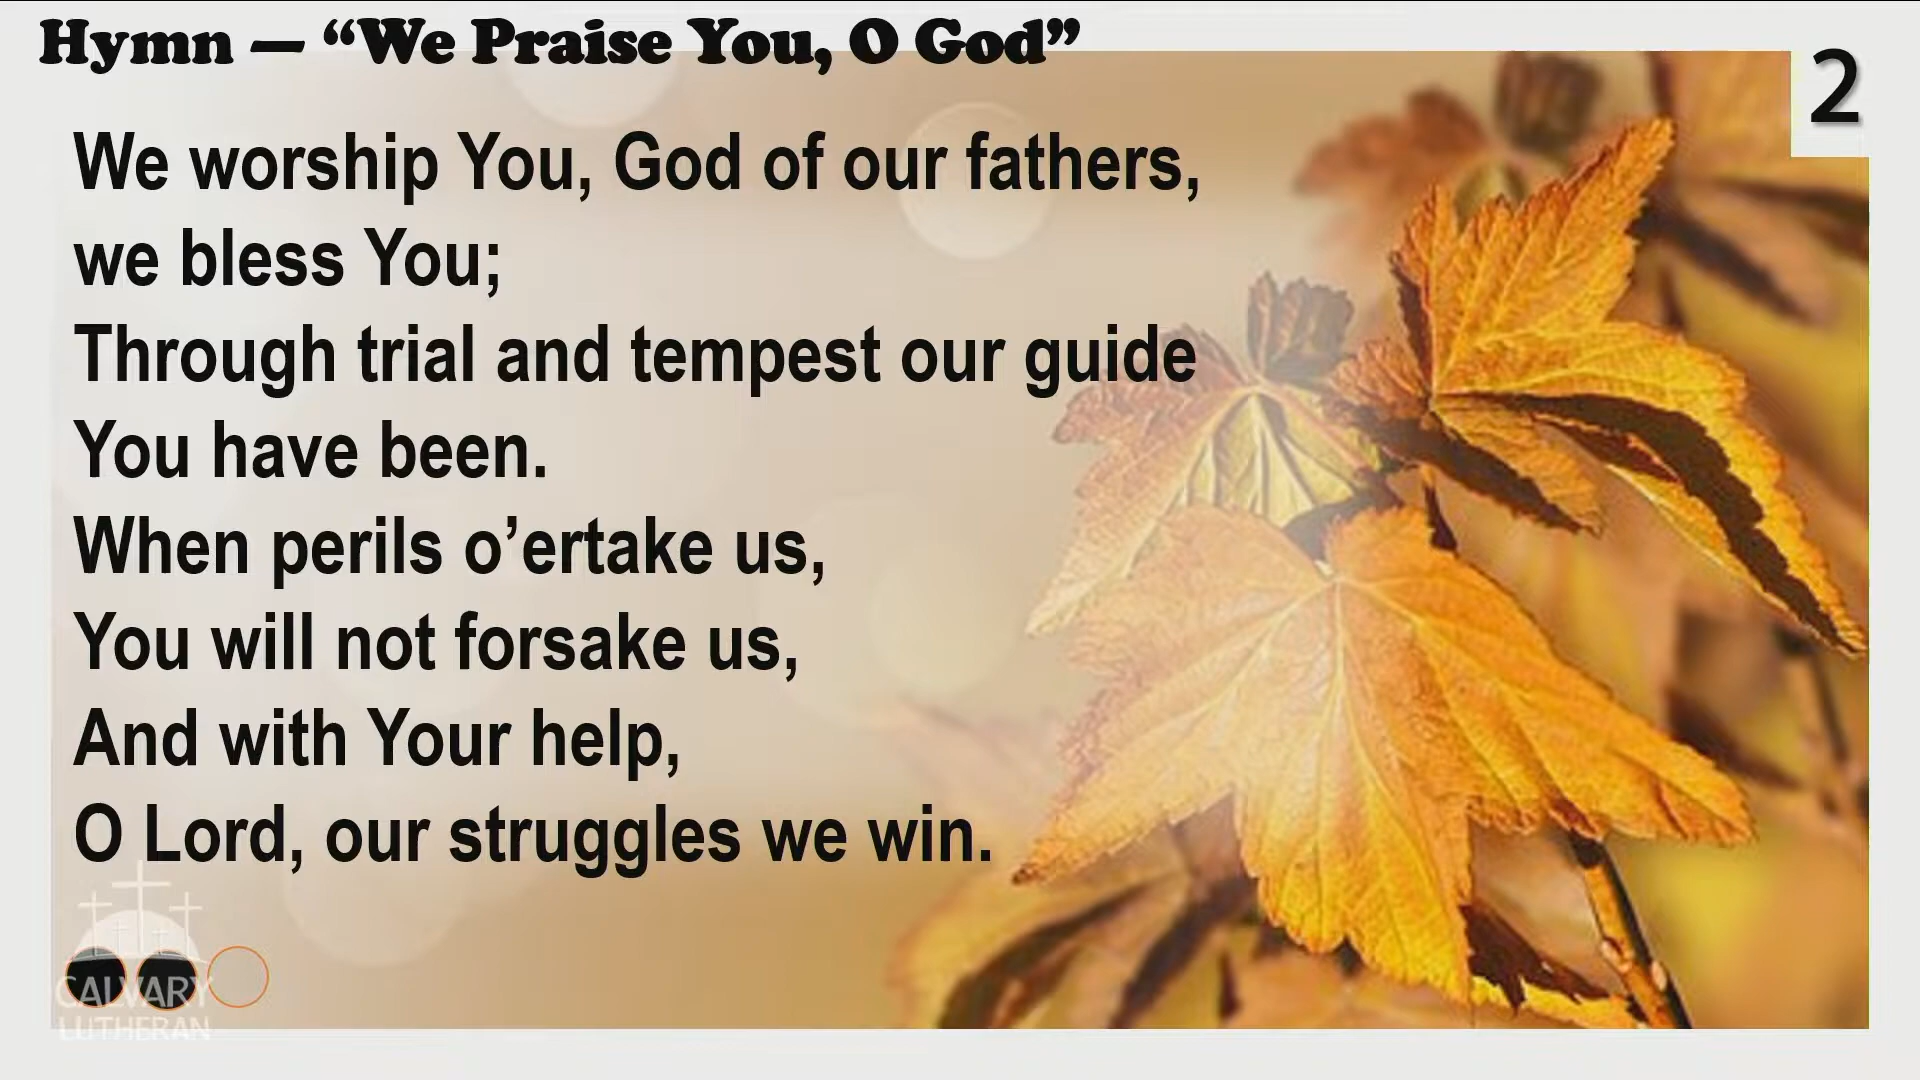 Hymn — “We Praise You, O God”
2
We worship You, God of our fathers,
we bless You;
Through trial and tempest our guide
You have been.
When perils o’ertake us,
You will not forsake us,
And with Your help,
O Lord, our struggles we win.
CALVARY
LUTHERAN